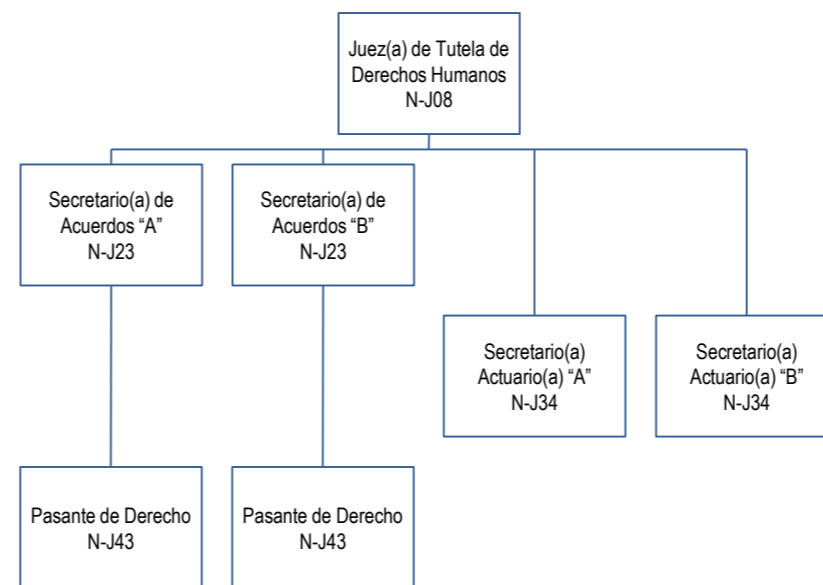 Juez(a) de Tutela de
Derechos Humanos
N-J08
Secretario(a) de
Acuerdos “A”
N-J23
Secretario(a) de
Acuerdos “B”
N-J23
Secretario(a)
Actuario(a) “A”
N-J34
Secretario(a)
Actuario(a) “B”
N-J34
Pasante de Derecho
N-J43
Pasante de Derecho
N-J43